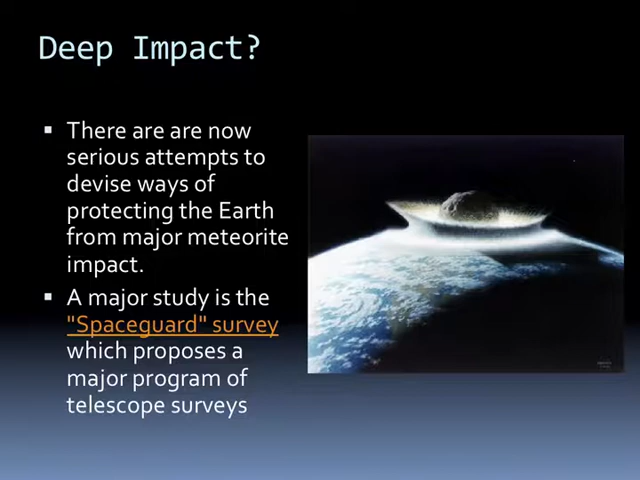 Deep Impact?
▪ There are are now
serious attempts to
devise ways of
protecting the Earth
from major meteorite
impact.
▪ A major study is the
"Spaceguard" survey
which proposes a
major program of
telescope surveys